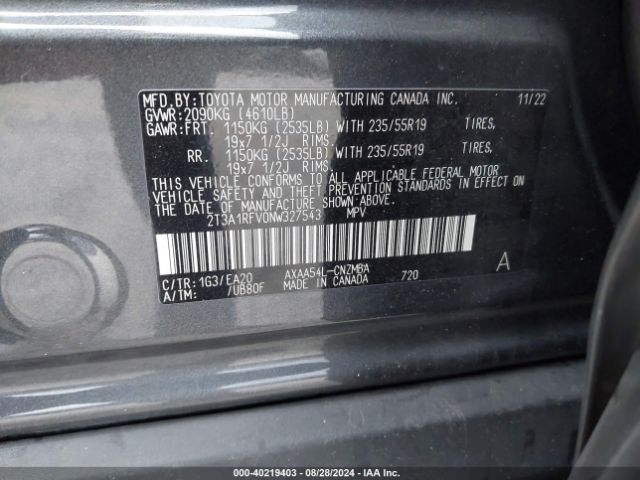 MFD.BY:TOYOTA MOTOR MANUFACTURING CANADA INC. 11/22
GVWR:2090KG (4610LB)
GAWR:FRT. 1150KG (2535LB) WITH 235/55R19 TIRES,
19x7 1/2J RIMS.
RR. 1150KG (2535LB) WITH 235/55R19 TIRES,
19x7 1/2J RIMS.
THIS VEHICLE CONFORMS TO ALL APPLICABLE FEDERAL MOTOR
VEHICLE SAFETY AND THEFT PREVENTION STANDARDS IN EFFECT ON
THE DATE OF MANUFACTURE SHOWN ABOVE.
2T3A1RFV0NW327543 MPV
C/TR: 1G3/EA20 AXAA54L-CNZMBA A
A/TM: /UB80F MADE IN CANADA 720
000-40219403 - 08/28/2024 - IAA Inc.